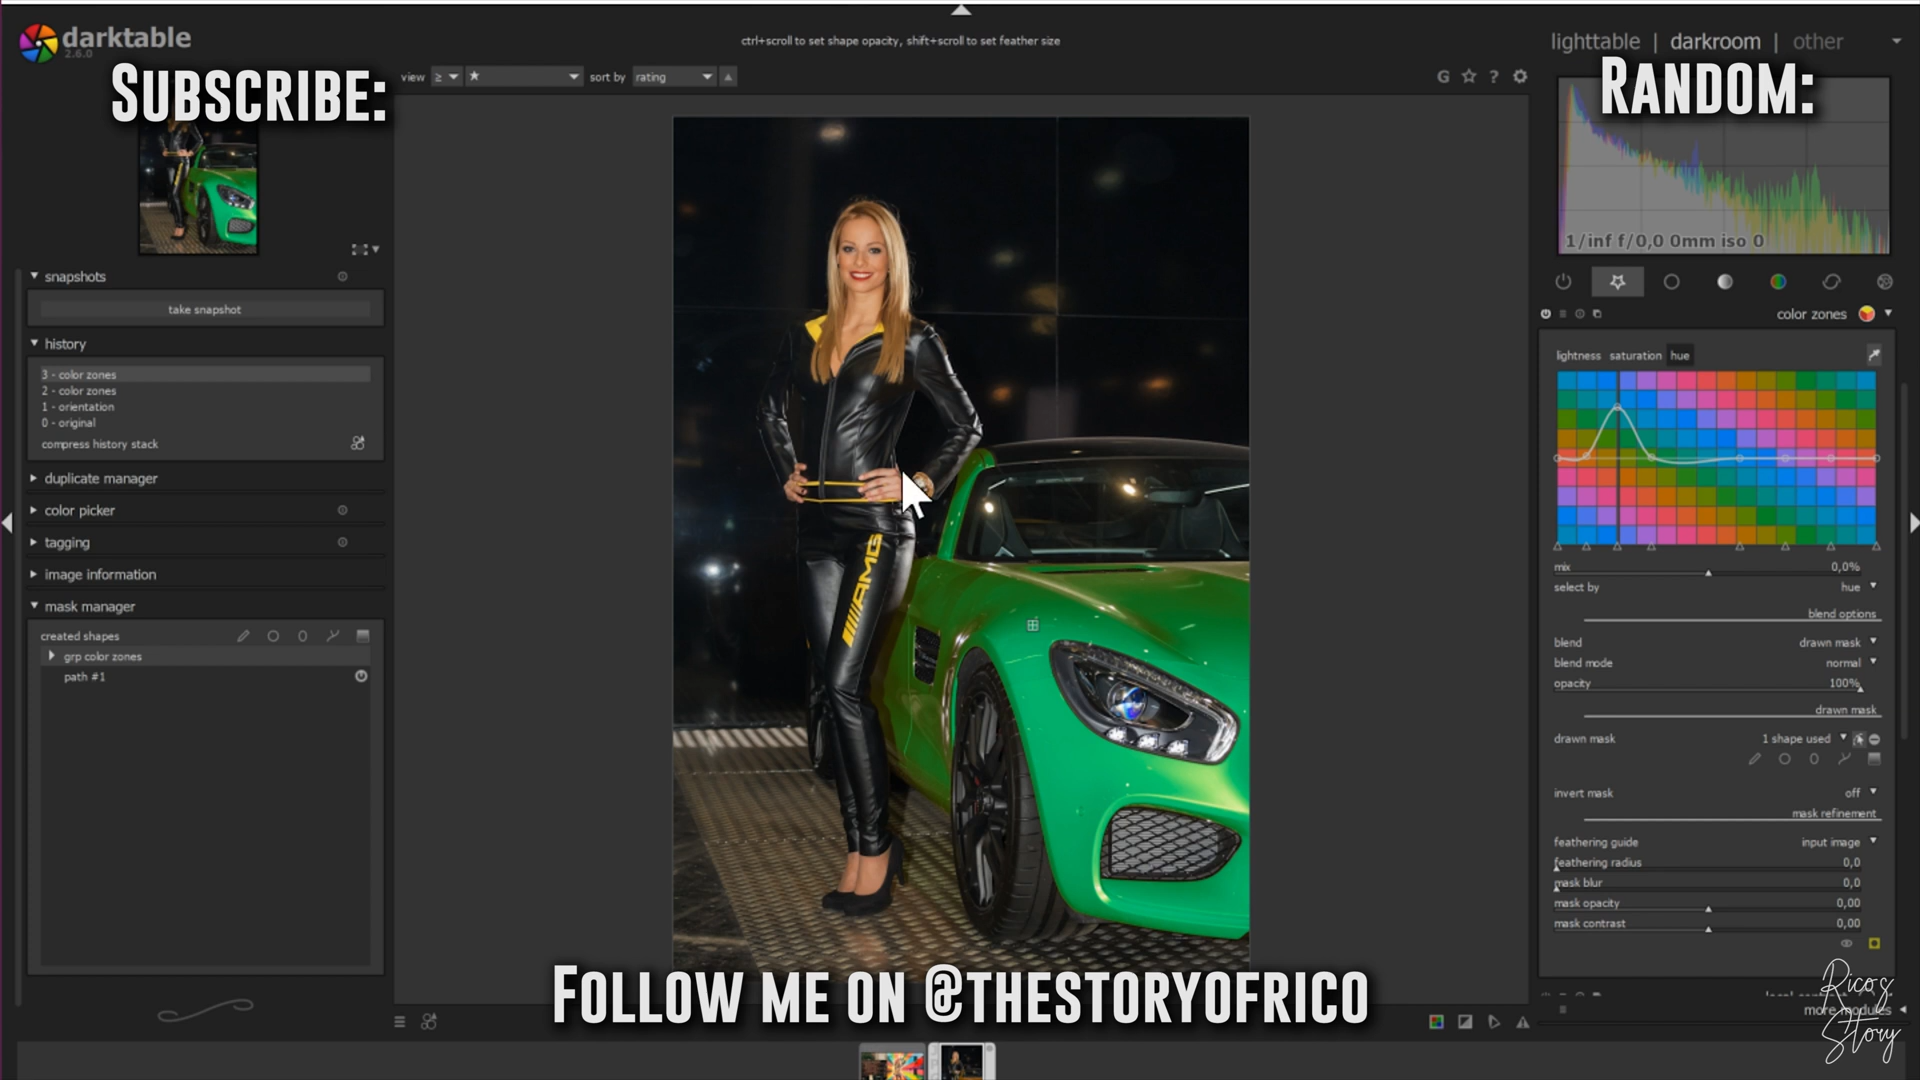 darktable
2.6.0
ctrl+scroll to set shape opacity, shift+scroll to set feather size
lighttable | darkroom | other
SUBSCRIBE:
view ≥ ★ sort by rating
G ☆ ?
RANDOM:
1/inf f/0,0 0mm iso 0
snapshots
take snapshot
history
3 - color zones
2 - color zones
1 - orientation
0 - original
compress history stack
duplicate manager
color picker
tagging
image information
mask manager
created shapes
grp color zones
path #1
AMG
color zones
lightness saturation hue
mix 0,0%
select by hue
blend options
blend drawn mask
blend mode normal
opacity 100%
drawn mask
drawn mask 1 shape used
invert mask off
mask refinement
feathering guide input image
feathering radius 0,0
mask blur 0,0
mask opacity 0,00
mask contrast 0,00
more modules
FOLLOW ME ON @THESTORYOFRICO
Rico's
Story